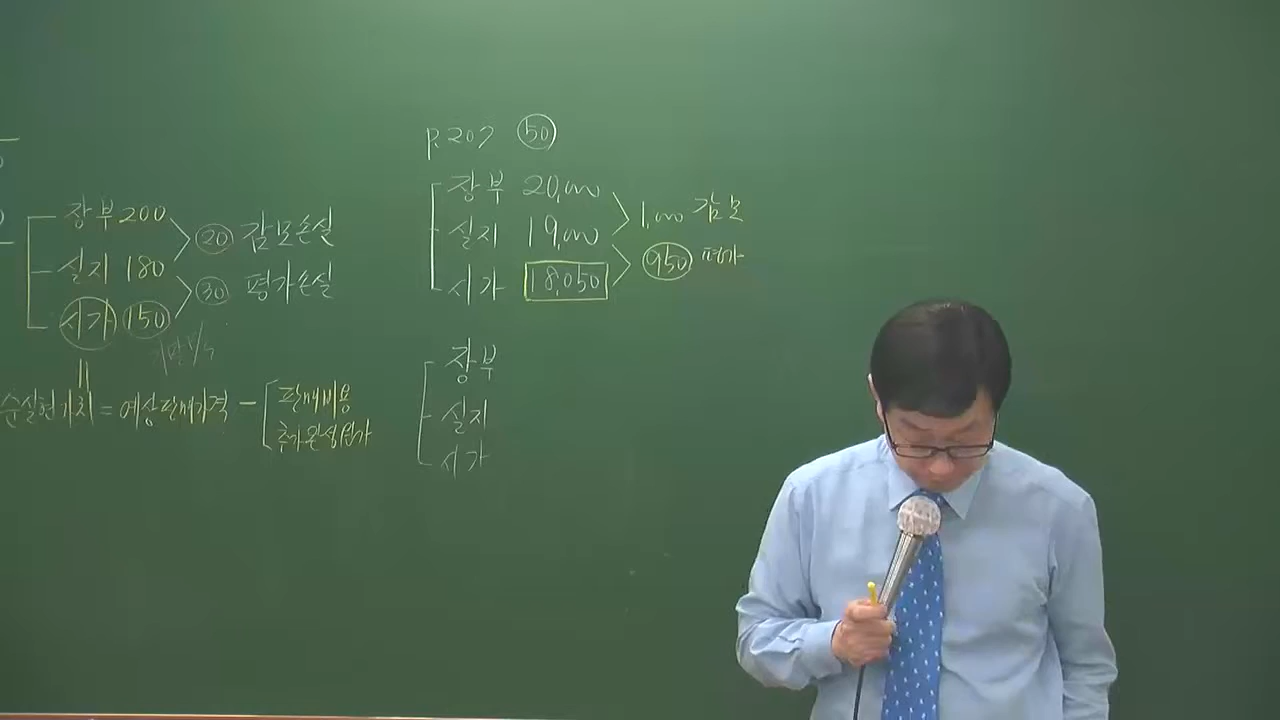 장부 200
실지 180
시가 150
20 감모손실
30 평가손실
기말 B/S
순실현가치 = 예상판매가격 - 판매비용
추가완성원가
P.207 50
장부 20,000
실지 19,000
시가 18,050
1,000 감모
950 평가
장부
실지
시가